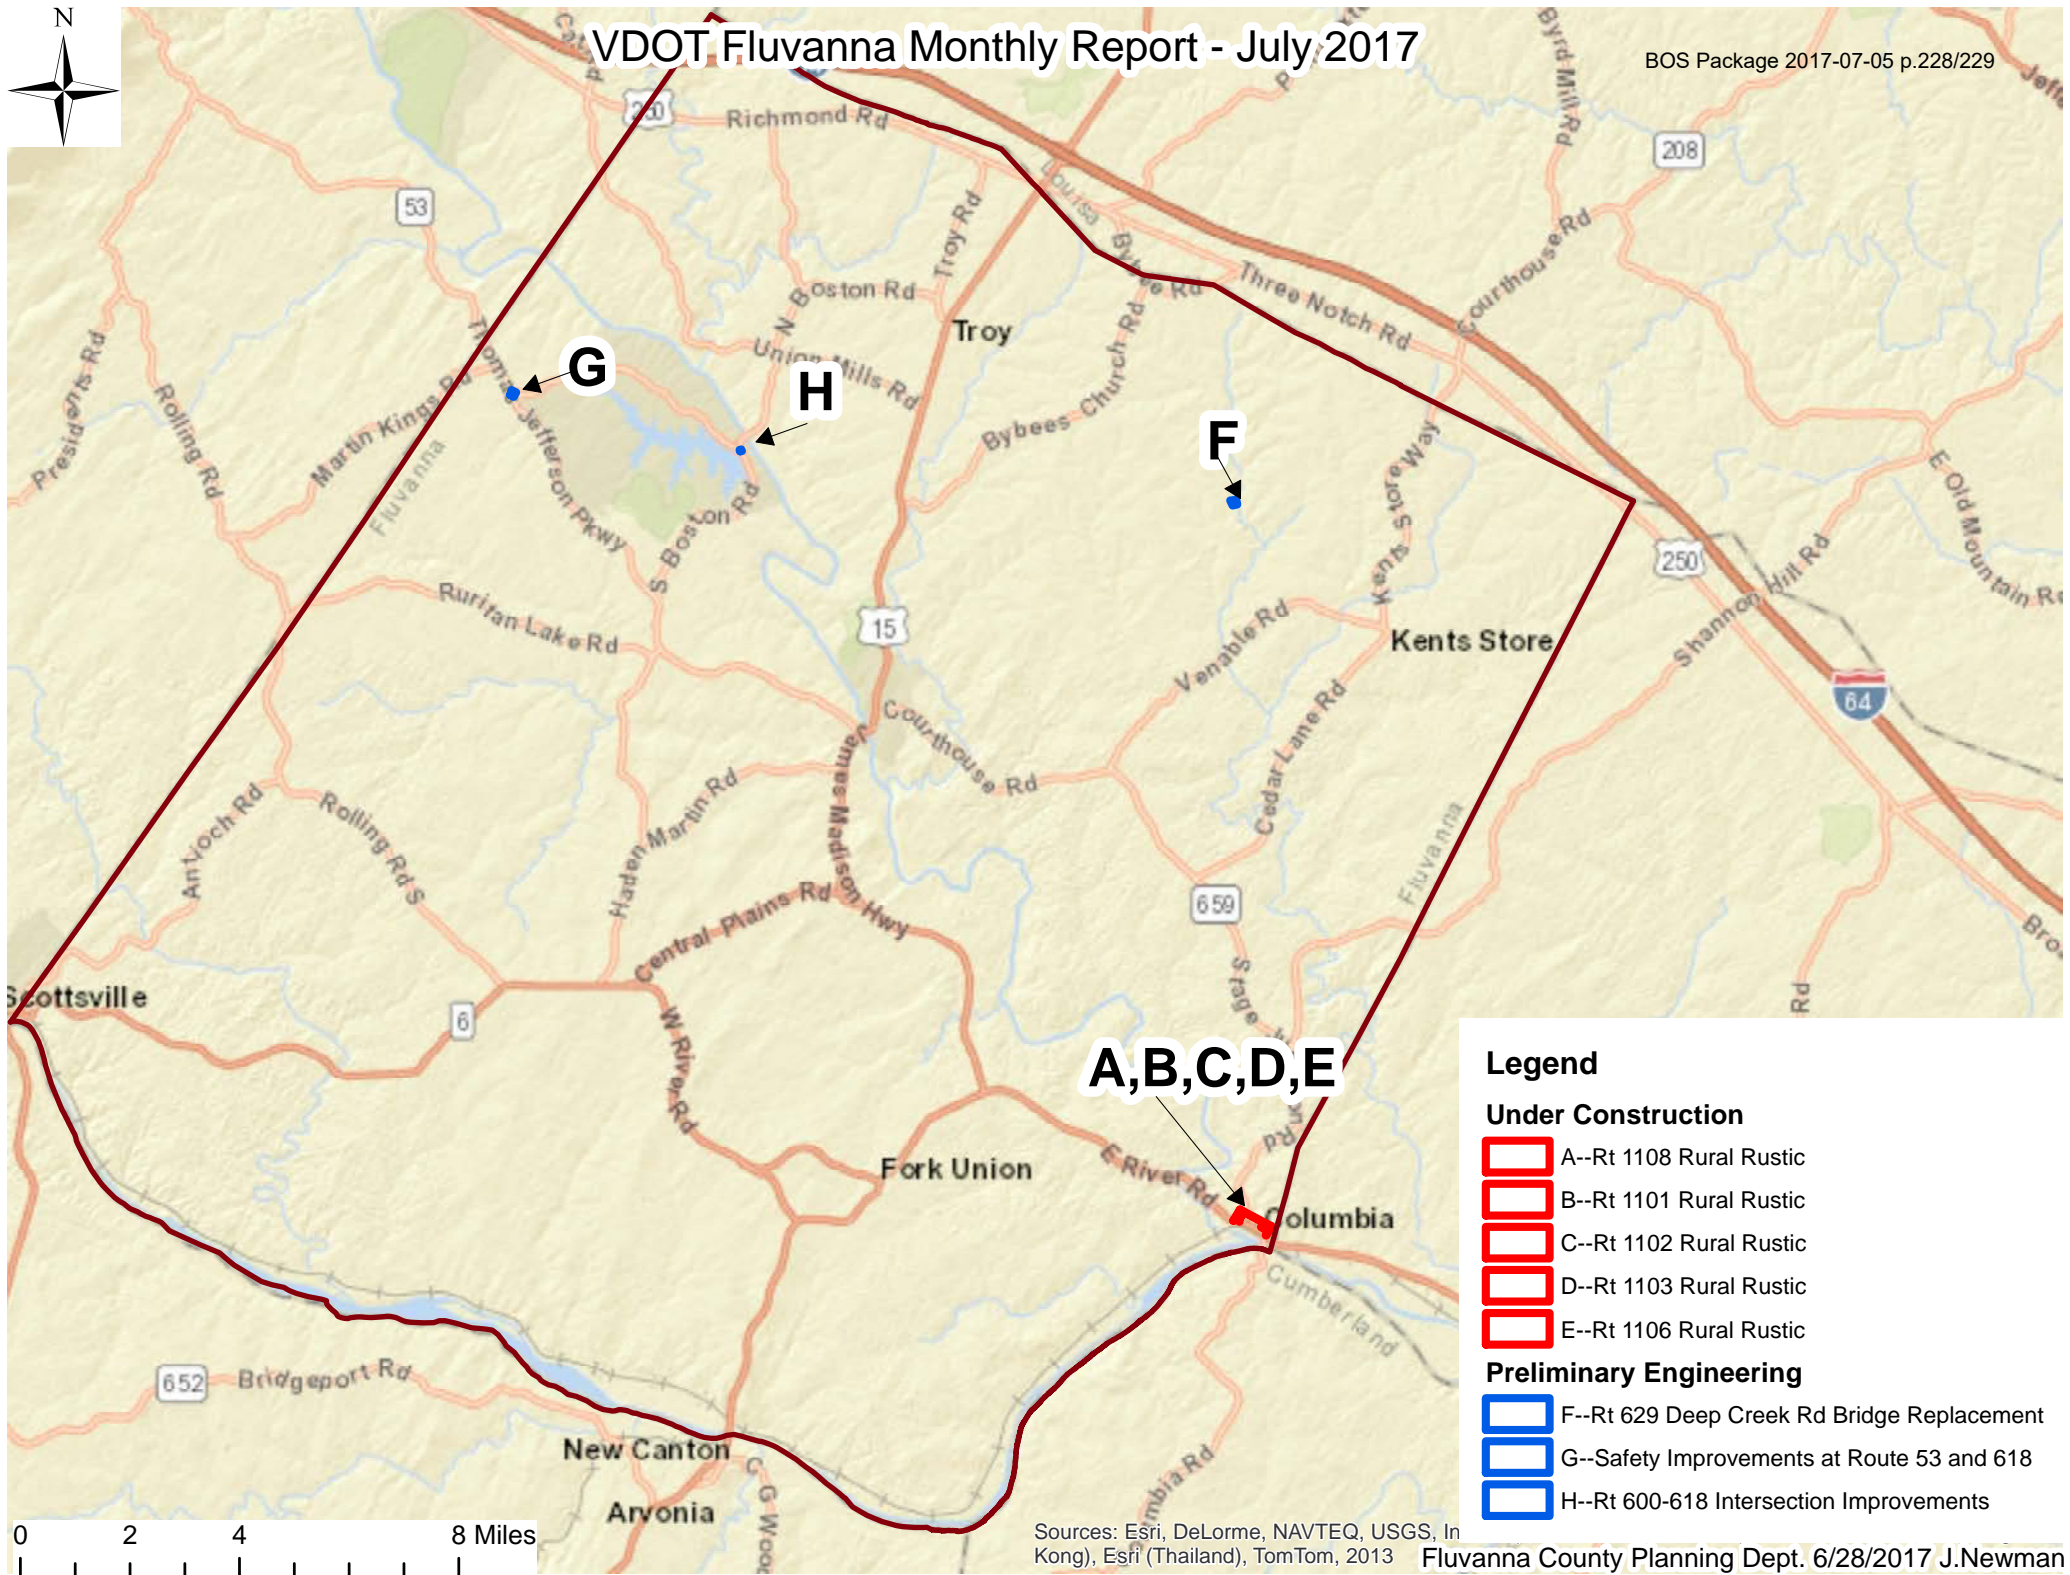 N
VDOT Fluvanna Monthly Report - July 2017
BOS Package 2017-07-05 p.228/229
Byrd Mill Rd
250
Richmond Rd
208
53
Louisa
Troy Rd
Bybee Rd
Courthouse Rd
Three Notch Rd
N Boston Rd
Troy
Thomas Jefferson Pkwy
Union Mills Rd
G
H
Presidents Rd
Rolling Rd
Martin Kings Rd
Bybees Church Rd
F
Kents Store Way
E Old Mountain Rd
Fluvanna
S Boston Rd
250
Shannon Hill Rd
Ruritan Lake Rd
15
Venable Rd
Kents Store
64
Courthouse Rd
Cedar Lane Rd
James Madison Hwy
Antioch Rd
Rolling Rd S
Haden Martin Rd
Fluvanna
Central Plains Rd
659
Scottsville
6
W River Rd
Stage
Rd
Rd
A,B,C,D,E
Fork Union
E River Rd
Columbia
Cumberland
652
Bridgeport Rd
New Canton
Arvonia
C G Wood
Legend
Under Construction
A--Rt 1108 Rural Rustic
B--Rt 1101 Rural Rustic
C--Rt 1102 Rural Rustic
D--Rt 1103 Rural Rustic
E--Rt 1106 Rural Rustic
Preliminary Engineering
F--Rt 629 Deep Creek Rd Bridge Replacement
G--Safety Improvements at Route 53 and 618
H--Rt 600-618 Intersection Improvements
0 2 4 8 Miles
Sources: Esri, DeLorme, NAVTEQ, USGS, In
Kong), Esri (Thailand), TomTom, 2013
Fluvanna County Planning Dept. 6/28/2017 J.Newman